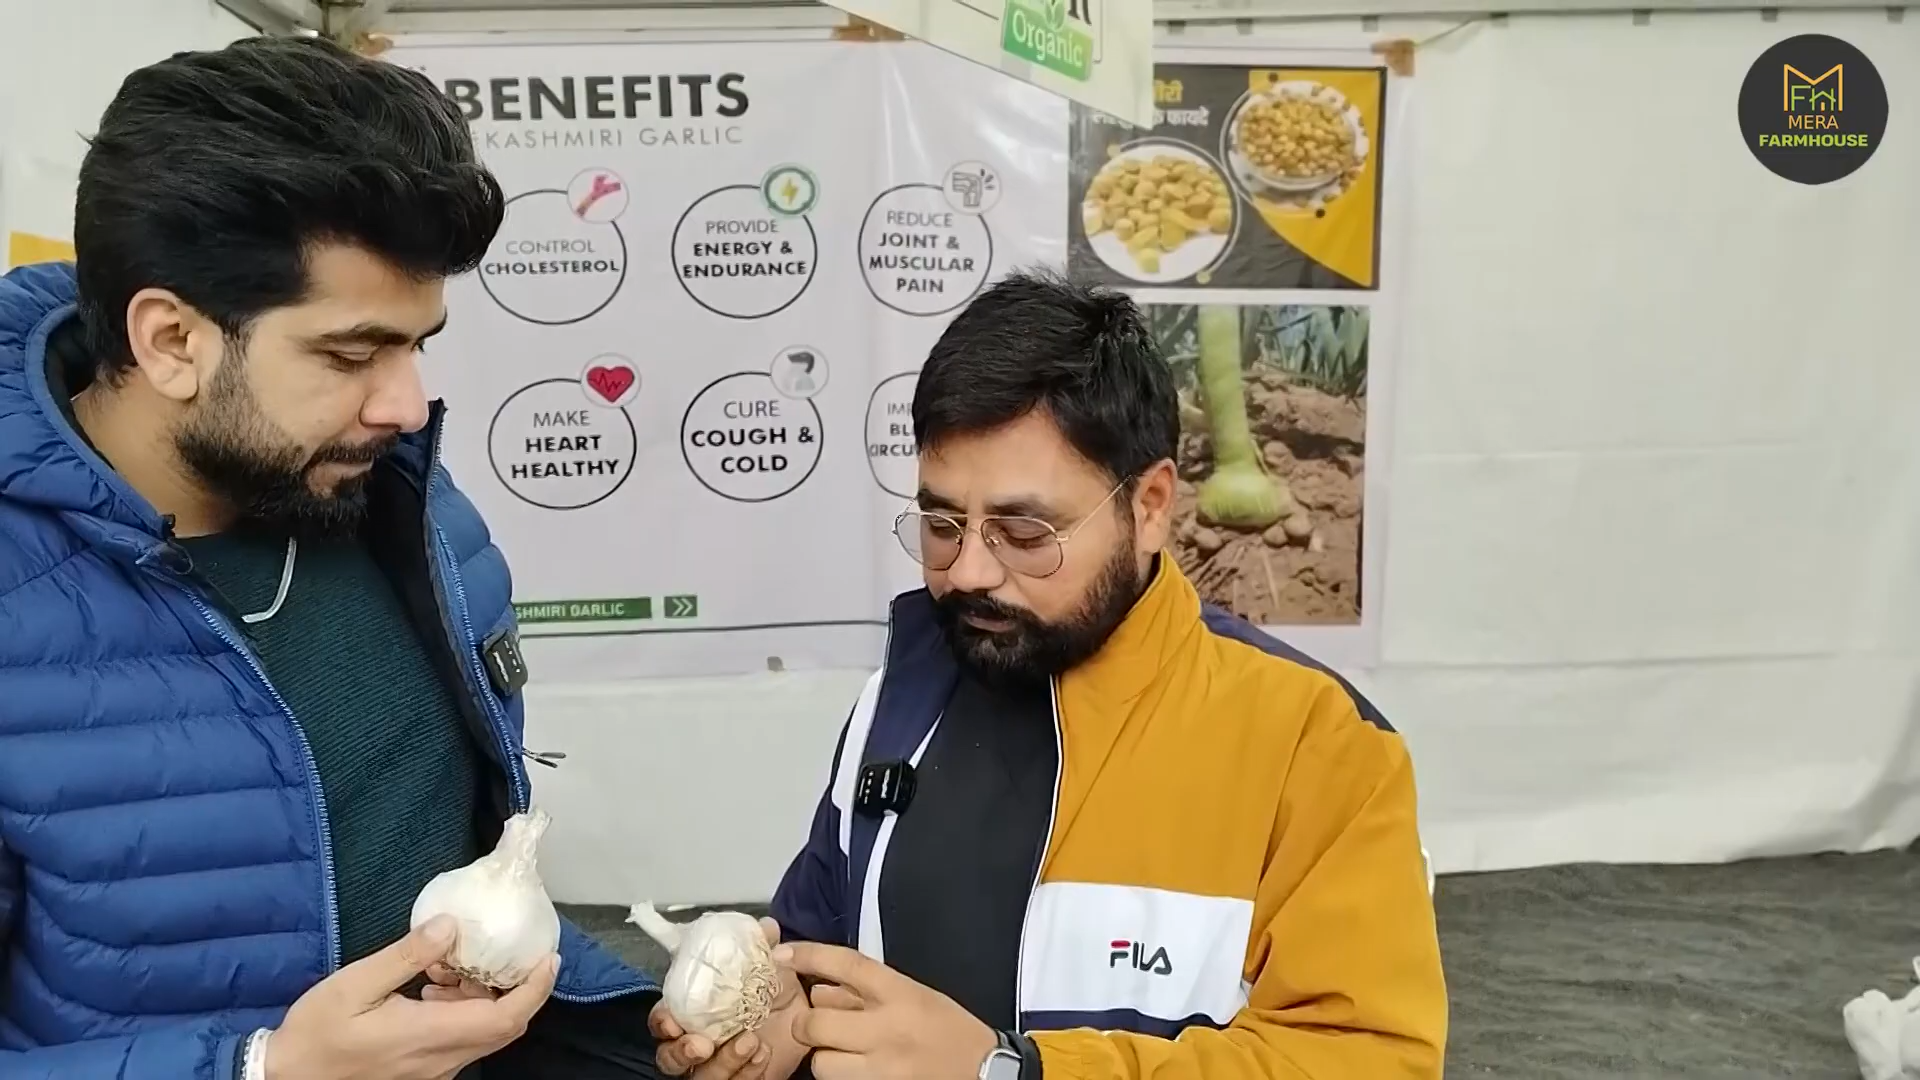 Organic
BENEFITS
KASHMIRI GARLIC
CONTROL
CHOLESTEROL
PROVIDE
ENERGY &
ENDURANCE
REDUCE
JOINT &
MUSCULAR
PAIN
MAKE
HEART
HEALTHY
CURE
COUGH &
COLD
GARLIC
फायदे
MERA
FARMHOUSE
FILA